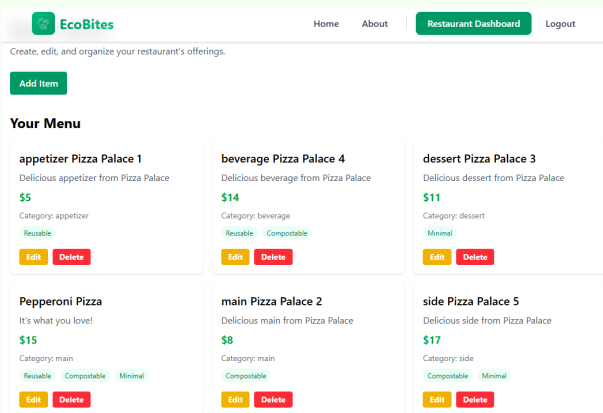 EcoBites
Home
About
Restaurant Dashboard
Logout
Create, edit, and organize your restaurant's offerings.
Add Item
Your Menu
appetizer Pizza Palace 1
Delicious appetizer from Pizza Palace
$5
Category: appetizer
Reusable
Edit
Delete
beverage Pizza Palace 4
Delicious beverage from Pizza Palace
$14
Category: beverage
Reusable
Compostable
Edit
Delete
dessert Pizza Palace 3
Delicious dessert from Pizza Palace
$11
Category: dessert
Minimal
Edit
Delete
Pepperoni Pizza
It's what you love!
$15
Category: main
Reusable
Compostable
Minimal
Edit
Delete
main Pizza Palace 2
Delicious main from Pizza Palace
$8
Category: main
Compostable
Edit
Delete
side Pizza Palace 5
Delicious side from Pizza Palace
$17
Category: side
Compostable
Minimal
Edit
Delete